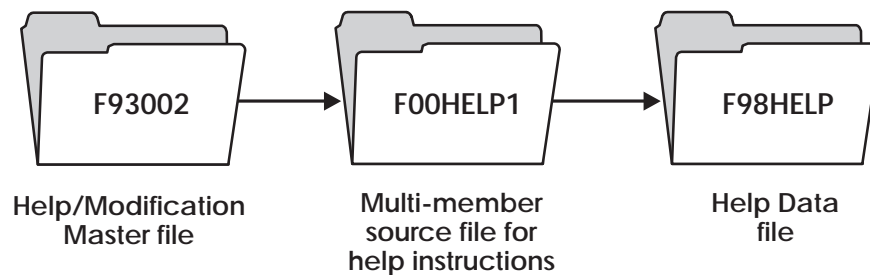 F93002
F00HELP1
F98HELP
Help/Modification
Master file
Multi-member
source file for
help instructions
Help Data
file